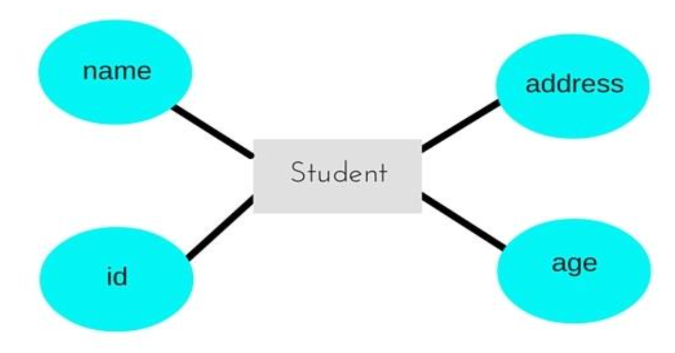 name
address
Student
id
age